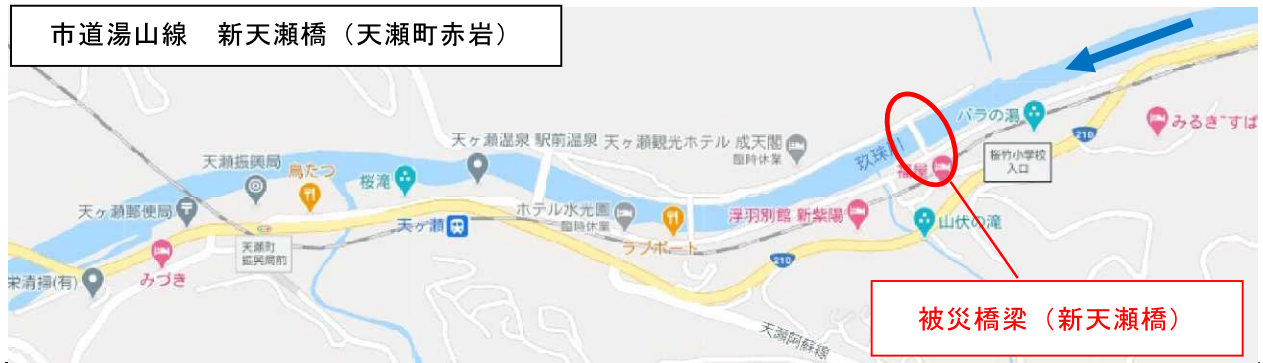 市道湯山線　新天瀬橋（天瀬町赤岩）
バラの湯
みるき～すぱ
210
天ヶ瀬温泉 駅前温泉
天ヶ瀬観光ホテル 成天閣
臨時休業
玖珠川
桜竹小学校
入口
天瀬振興局
鳥たつ
桜滝
福屋
天ヶ瀬郵便局
ホテル水光園
臨時休業
浮羽別館 新紫陽
山伏の滝
天ヶ瀬
天瀬町
振興局前
ラブポート
210
栄清掃(有)
みづき
被災橋梁（新天瀬橋）
天瀬阿蘇線